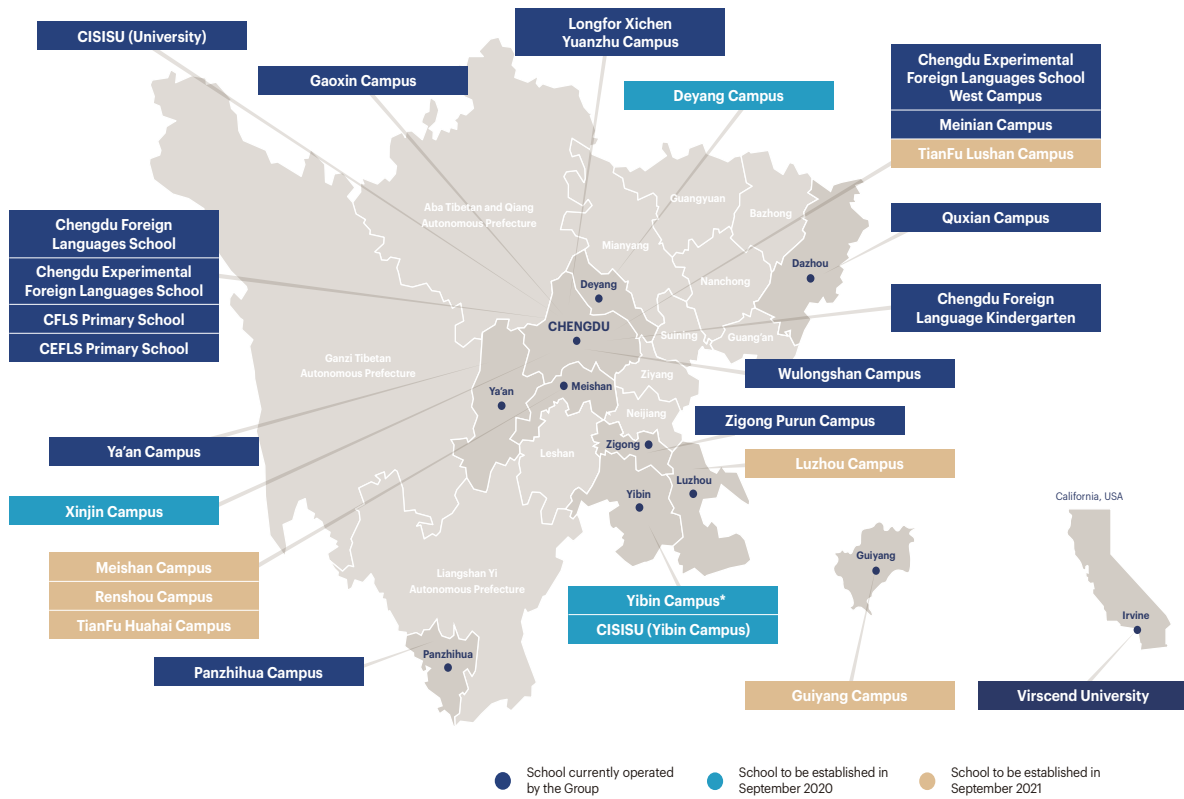 CISISU (University)
Gaoxin Campus
Longfor Xichen
Yuanzhu Campus
Deyang Campus
Chengdu Experimental
Foreign Languages School
West Campus
Meinian Campus
TianFu Lushan Campus
Quxian Campus
Chengdu Foreign
Language Kindergarten
Wulongshan Campus
Zigong Purun Campus
Luzhou Campus
Chengdu Foreign
Languages School
Chengdu Experimental
Foreign Languages School
CFLS Primary School
CEFLS Primary School
Ya'an Campus
Xinjin Campus
Meishan Campus
Renshou Campus
TianFu Huahai Campus
Panzhihua Campus
Yibin Campus*
CISISU (Yibin Campus)
Guiyang Campus
Virscend University
Aba Tibetan and Qiang
Autonomous Prefecture
Guangyuan
Bazhong
Mianyang
Dazhou
Nanchong
Deyang
CHENGDU
Suining
Guang'an
Ganzi Tibetan
Autonomous Prefecture
Ziyang
Meishan
Ya'an
Neijiang
Zigong
Leshan
Luzhou
Yibin
Liangshan Yi
Autonomous Prefecture
Panzhihua
Guiyang
California, USA
Irvine
School currently operated
by the Group
School to be established in
September 2020
School to be established in
September 2021